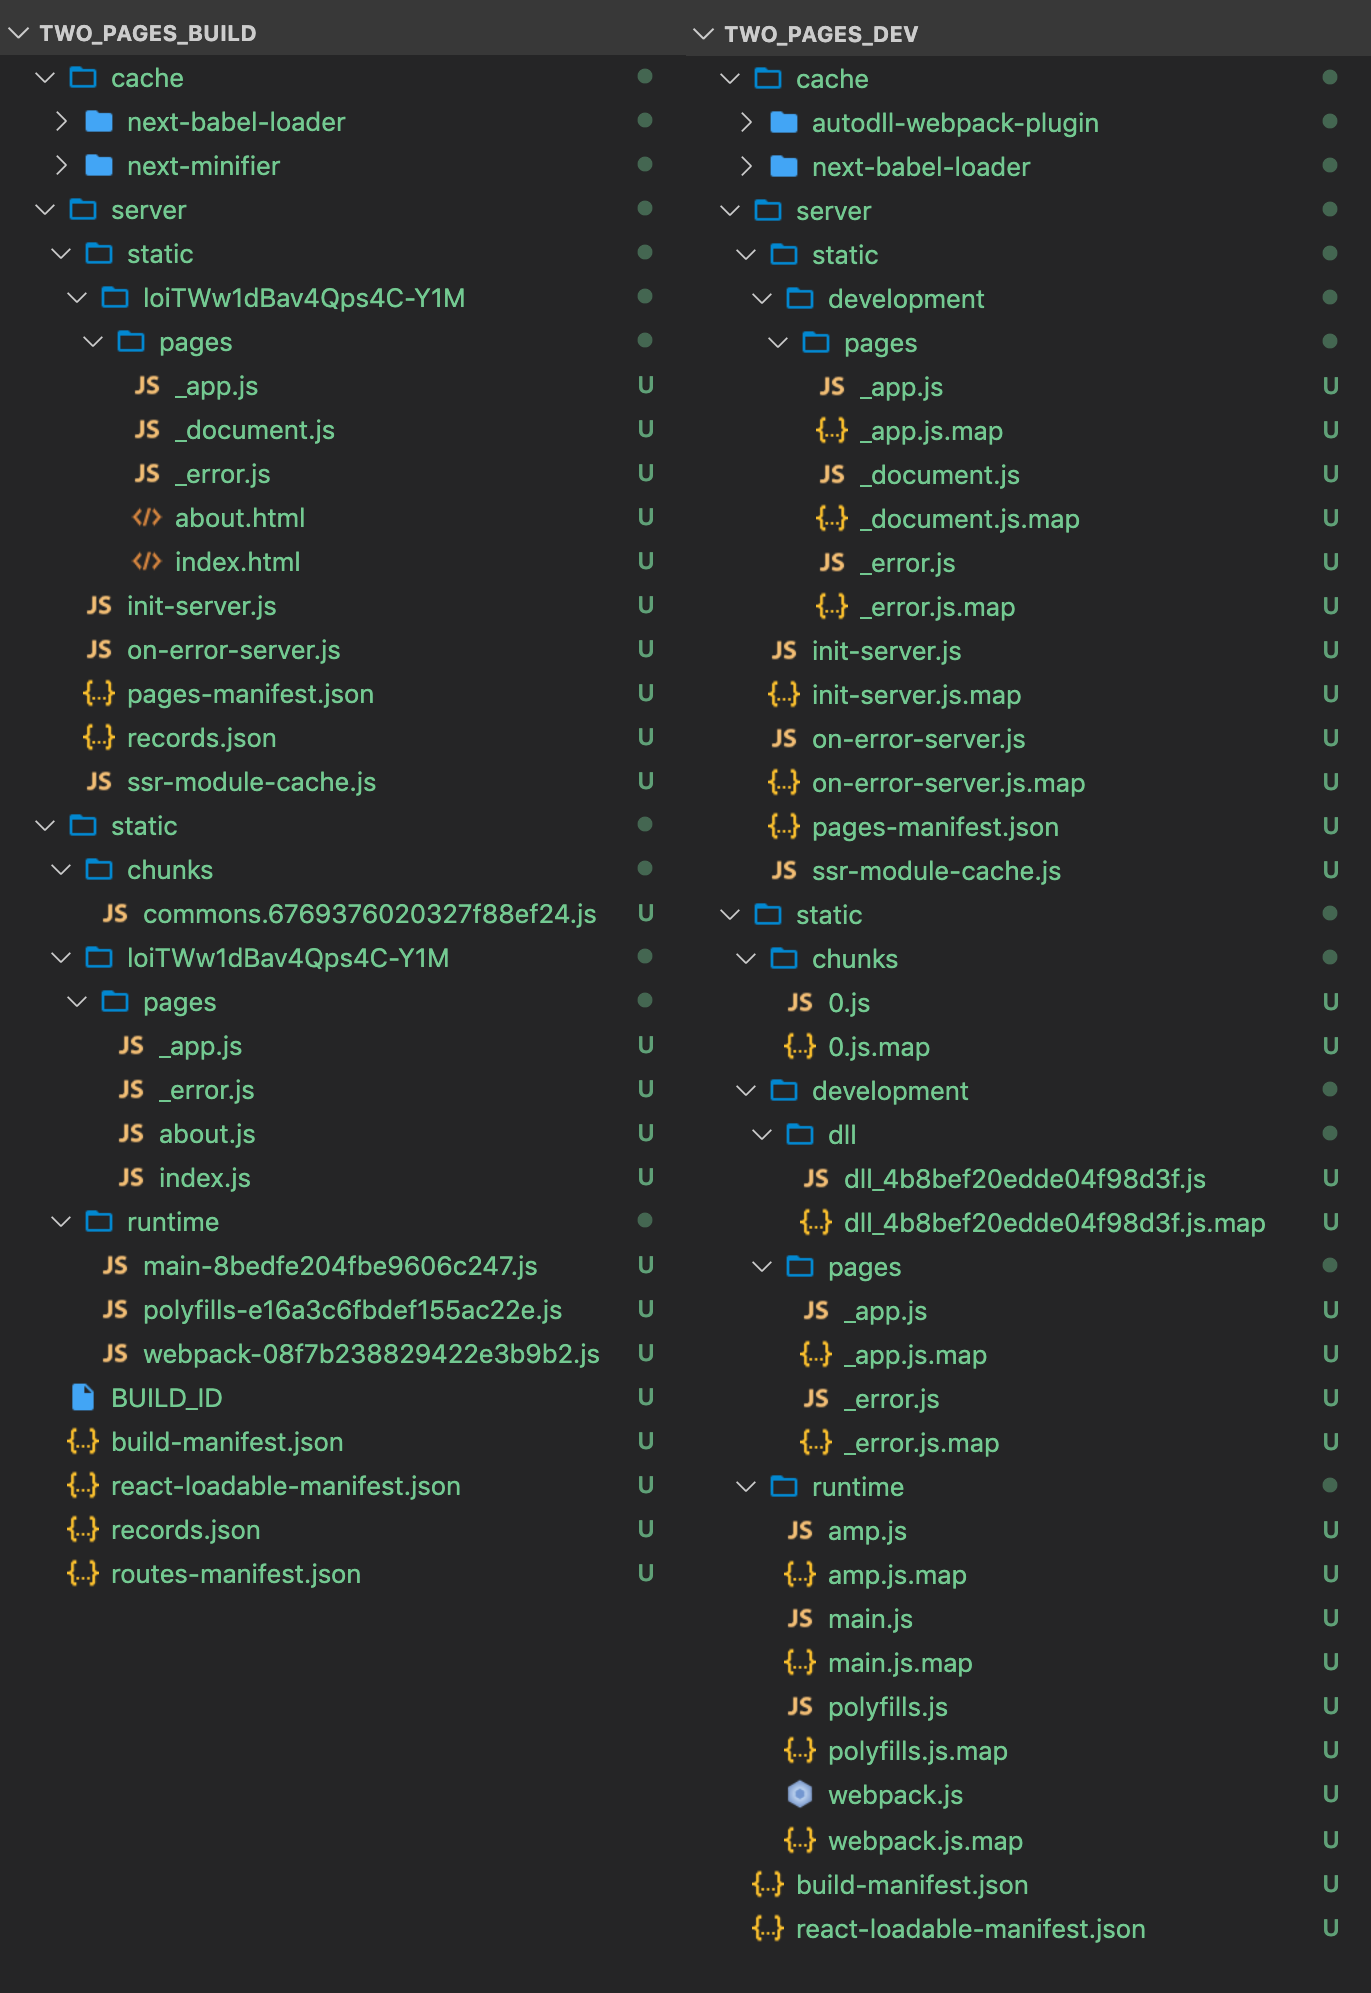 TWO_PAGES_BUILD
cache
next-babel-loader
next-minifier
server
static
loiTWw1dBav4Qps4C-Y1M
pages
JS _app.js U
JS _document.js U
JS _error.js U
</> about.html U
</> index.html U
JS init-server.js U
JS on-error-server.js U
{..} pages-manifest.json U
{..} records.json U
JS ssr-module-cache.js U
static
chunks
JS commons.6769376020327f88ef24.js U
loiTWw1dBav4Qps4C-Y1M
pages
JS _app.js U
JS _error.js U
JS about.js U
JS index.js U
runtime
JS main-8bedfe204fbe9606c247.js U
JS polyfills-e16a3c6fbdef155ac22e.js U
JS webpack-08f7b238829422e3b9b2.js U
BUILD_ID U
{..} build-manifest.json U
{..} react-loadable-manifest.json U
{..} records.json U
{..} routes-manifest.json U
TWO_PAGES_DEV
cache
autodll-webpack-plugin
next-babel-loader
server
static
development
pages
JS _app.js U
{..} _app.js.map U
JS _document.js U
{..} _document.js.map U
JS _error.js U
{..} _error.js.map U
JS init-server.js U
{..} init-server.js.map U
JS on-error-server.js U
{..} on-error-server.js.map U
{..} pages-manifest.json U
JS ssr-module-cache.js U
static
chunks
JS 0.js U
{..} 0.js.map U
development
dll
JS dll_4b8bef20edde04f98d3f.js U
{..} dll_4b8bef20edde04f98d3f.js.map U
pages
JS _app.js U
{..} _app.js.map U
JS _error.js U
{..} _error.js.map U
runtime
JS amp.js U
{..} amp.js.map U
JS main.js U
{..} main.js.map U
JS polyfills.js U
{..} polyfills.js.map U
webpack.js U
{..} webpack.js.map U
{..} build-manifest.json U
{..} react-loadable-manifest.json U